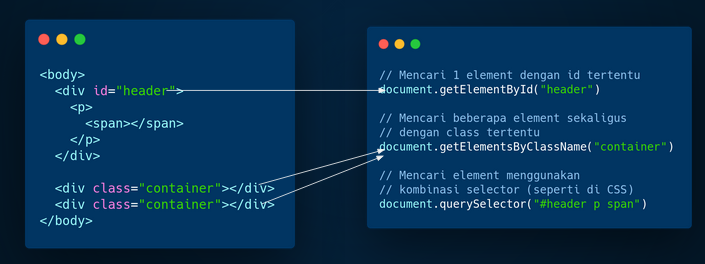 <body>
<div id="header">
<p>
<span></span>
</p>
</div>
<div class="container"></div>
<div class="container"></div>
</body>
// Mencari 1 element dengan id tertentu
document.getElementById("header")
// Mencari beberapa element sekaligus
// dengan class tertentu
document.getElementsByClassName("container")
// Mencari element menggunakan
// kombinasi selector (seperti di CSS)
document.querySelector("#header p span")